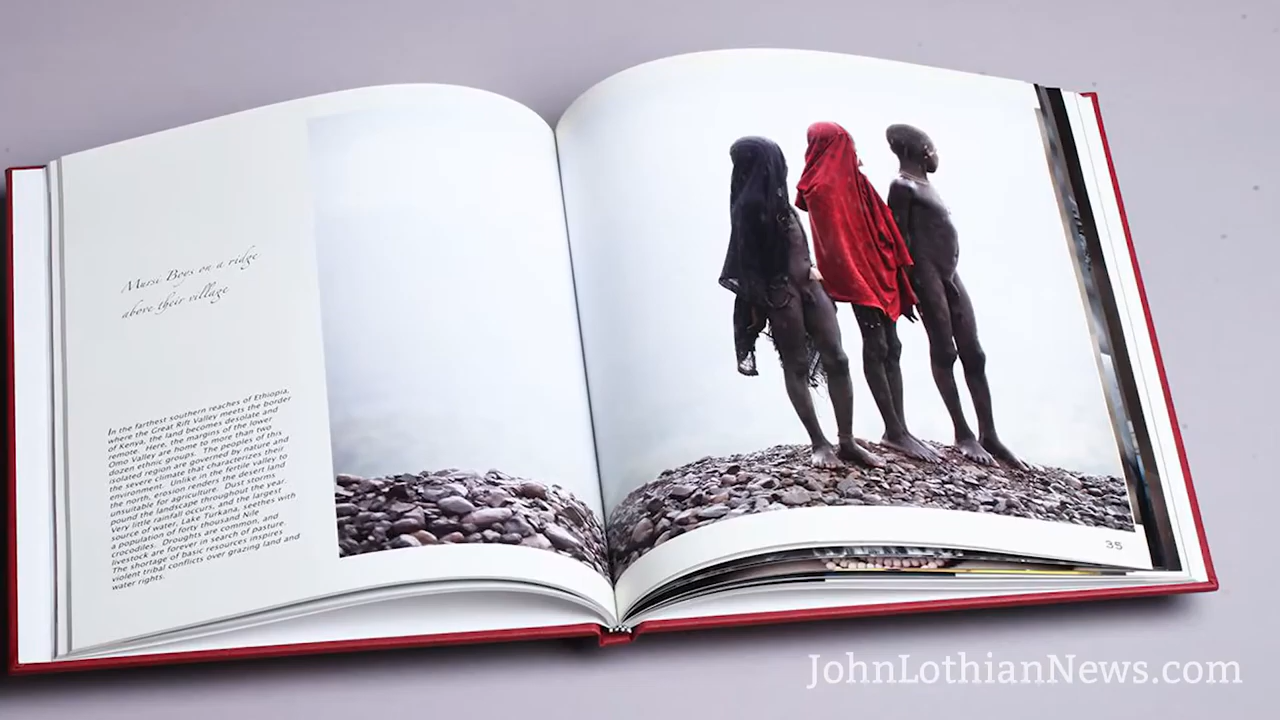 Mursi Boys on a ridge
above their village
In the farthest southern reaches of Ethiopia,
where the Great Rift Valley meets the border
of Kenya, the land becomes desolate and
remote. Here, the margins of the lower
Omo Valley are home to more than two
dozen ethnic groups. The peoples of this
isolated region are governed by nature and
the severe climate that characterizes their
environment. Unlike in the fertile valley to
the north, erosion renders the desert land
unsuitable for agriculture. Dust storms
pound the landscape throughout the year.
Very little rainfall occurs, and the largest
source of water, Lake Turkana, seethes with
a population of forty thousand Nile
crocodiles. Droughts are common, and
livestock are forever in search of pasture.
The shortage of basic resources inspires
violent tribal conflicts over grazing land and
water rights.
35
JohnLothianNews.com